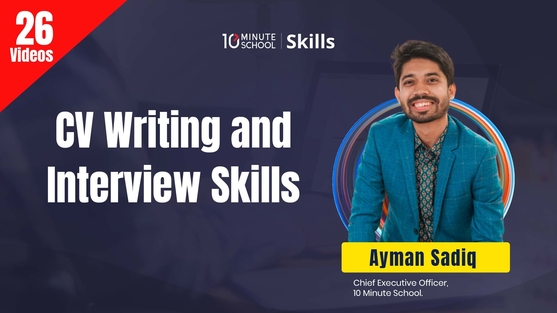 26
Videos
10 MINUTE
SCHOOL
Skills
CV Writing and
Interview Skills
Ayman Sadiq
Chief Executive Officer,
10 Minute School.